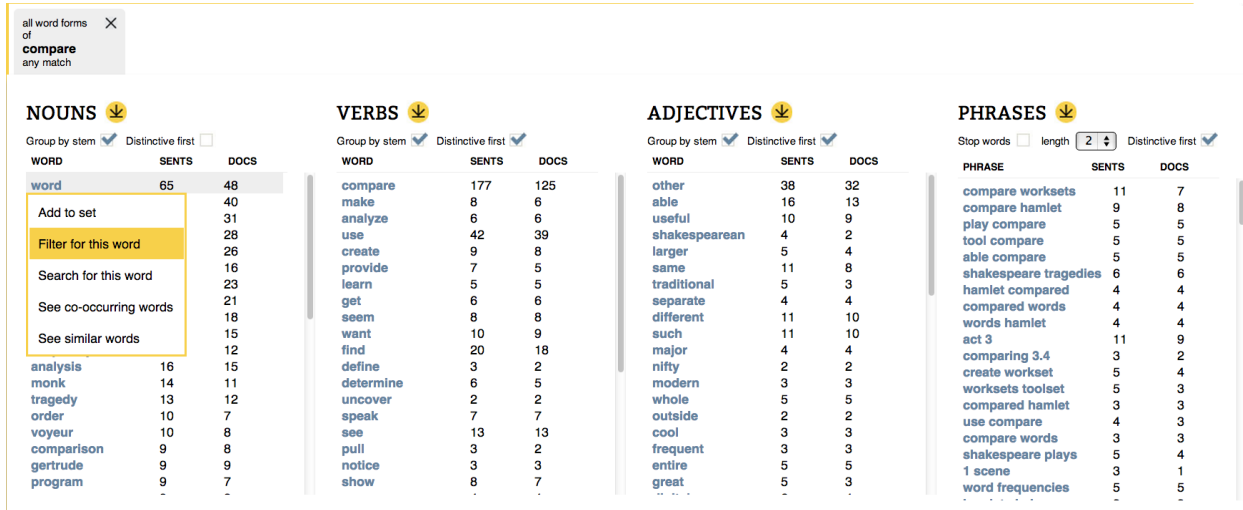 all word forms
of
compare
any match
NOUNS
Group by stem Distinctive first
WORD SENTS DOCS
word 65 48
Add to set 40
31
Filter for this word 28
26
Search for this word 16
23
See co-occurring words 21
18
See similar words 15
12
analysis 16 15
monk 14 11
tragedy 13 12
order 10 7
voyeur 10 8
comparison 9 8
gertrude 9 9
program 9 7
VERBS
Group by stem Distinctive first
WORD SENTS DOCS
compare 177 125
make 8 6
analyze 6 6
use 42 39
create 9 8
provide 7 5
learn 5 5
get 6 6
seem 8 8
want 10 9
find 20 18
define 3 2
determine 6 5
uncover 2 2
speak 7 7
see 13 13
pull 3 2
notice 3 3
show 8 7
ADJECTIVES
Group by stem Distinctive first
WORD SENTS DOCS
other 38 32
able 16 13
useful 10 9
shakespearean 4 2
larger 5 4
same 11 8
traditional 5 3
separate 4 4
different 11 10
such 11 10
major 4 4
nifty 2 2
modern 3 3
whole 5 5
outside 2 2
cool 3 3
frequent 3 3
entire 5 5
great 5 3
PHRASES
Stop words length 2 Distinctive first
PHRASE SENTS DOCS
compare worksets 11 7
compare hamlet 9 8
play compare 5 5
tool compare 5 5
able compare 5 5
shakespeare tragedies 6 6
hamlet compared 4 4
compared words 4 4
words hamlet 4 4
act 3 11 9
comparing 3.4 3 2
create workset 5 4
worksets toolset 5 3
compared hamlet 3 3
use compare 4 3
compare words 3 3
shakespeare plays 5 4
1 scene 3 1
word frequencies 5 5